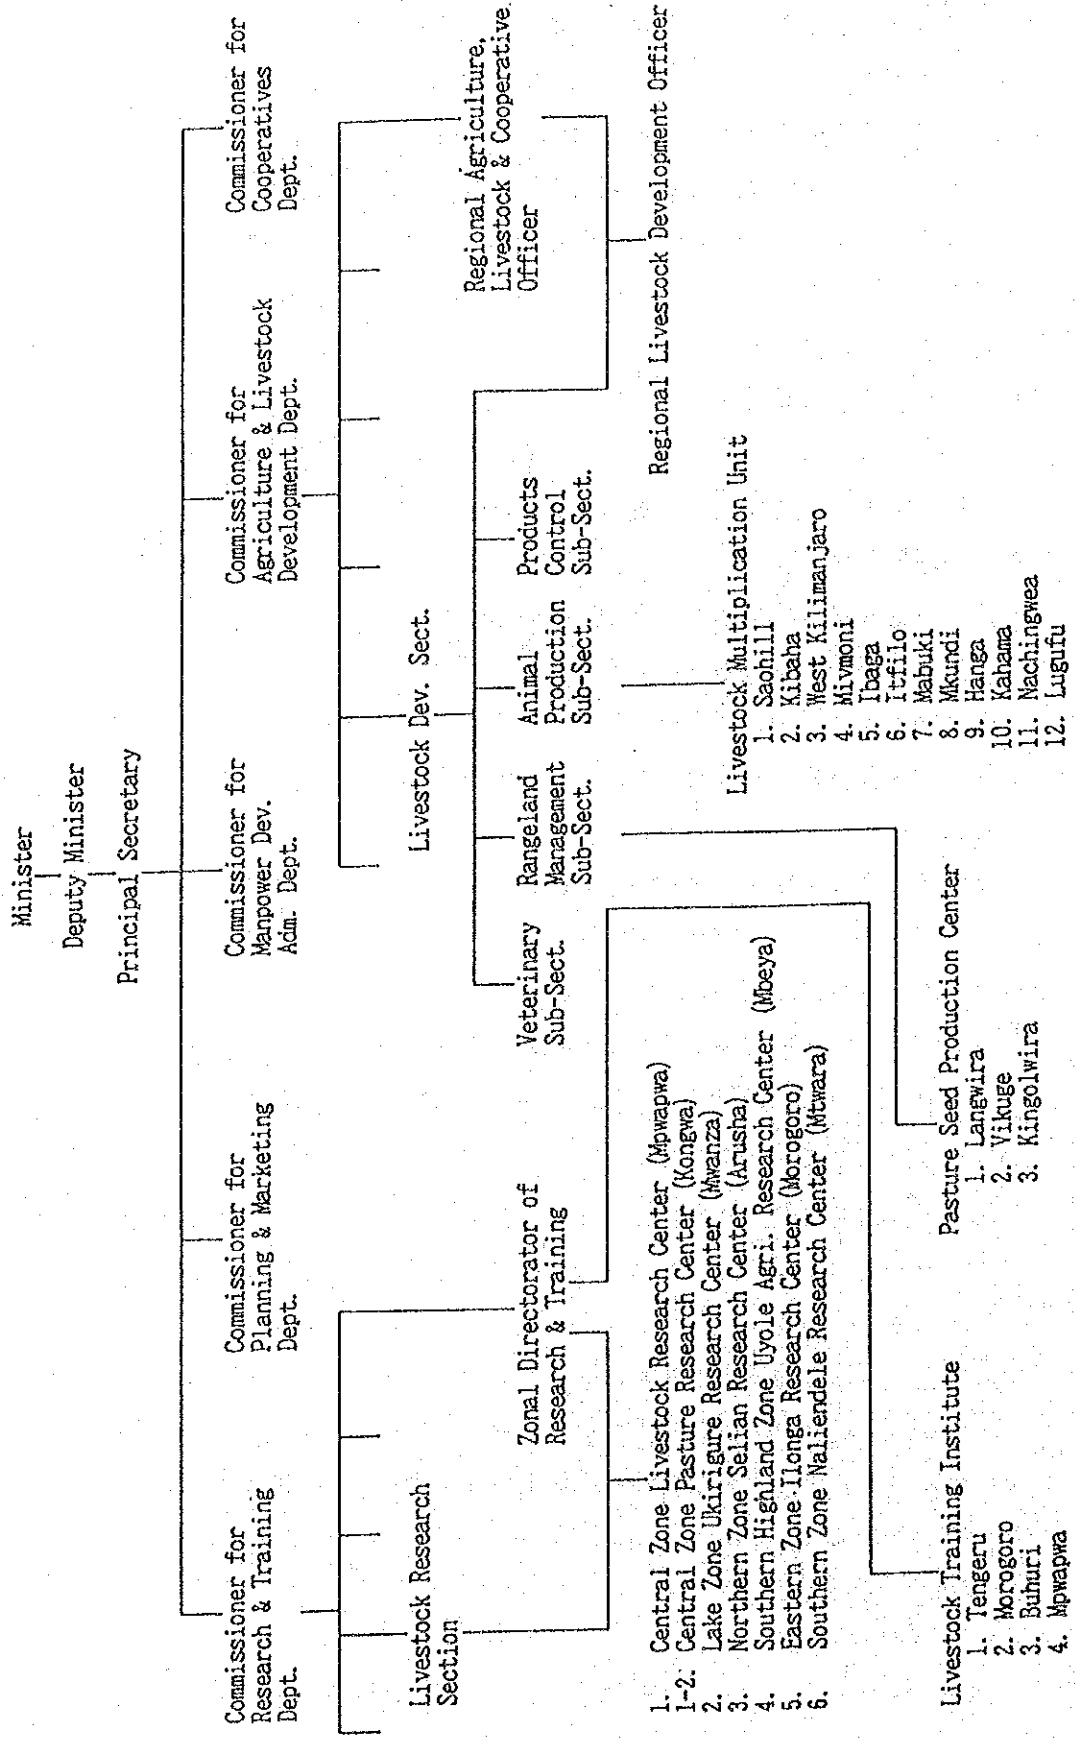 Minister
Deputy Minister
Principal Secretary
Commissioner for
Research & Training
Dept.
Commissioner for
Planning & Marketing
Dept.
Commissioner for
Manpower Dev.
Adm. Dept.
Commissioner for
Agriculture & Livestock
Development Dept.
Commissioner for
Cooperatives
Dept.
Livestock Research
Section
Livestock Dev. Sect.
Regional Agriculture,
Livestock & Cooperative
Officer
Zonal Directorator of
Research & Training
Veterinary
Sub-Sect.
Rangeland
Management
Sub-Sect.
Animal
Production
Sub-Sect.
Products
Control
Sub-Sect.
Regional Livestock Development Officer
1. Central Zone Livestock Research Center (Mpwapwa)
1-2. Central Zone Pasture Research Center (Kongwa)
2. Lake Zone Ukirigure Research Center (Mwanza)
3. Northern Zone Selian Research Center (Arusha)
4. Southern Highland Zone Uyole Agri. Research Center (Mbeya)
5. Eastern Zone Ilonga Research Center (Morogoro)
6. Southern Zone Naliendele Research Center (Mtwara)
Livestock Multiplication Unit
1. Saohill
2. Kibaha
3. West Kilimanjaro
4. Mivmoni
5. Ibaga
6. Itfilo
7. Mabuki
8. Mkundi
9. Hanga
10. Kahama
11. Nachingwea
12. Lugufu
Livestock Training Institute
1. Tengeru
2. Morogoro
3. Buhuri
4. Mpwapwa
Pasture Seed Production Center
1. Langwira
2. Vikuge
3. Kingolwira